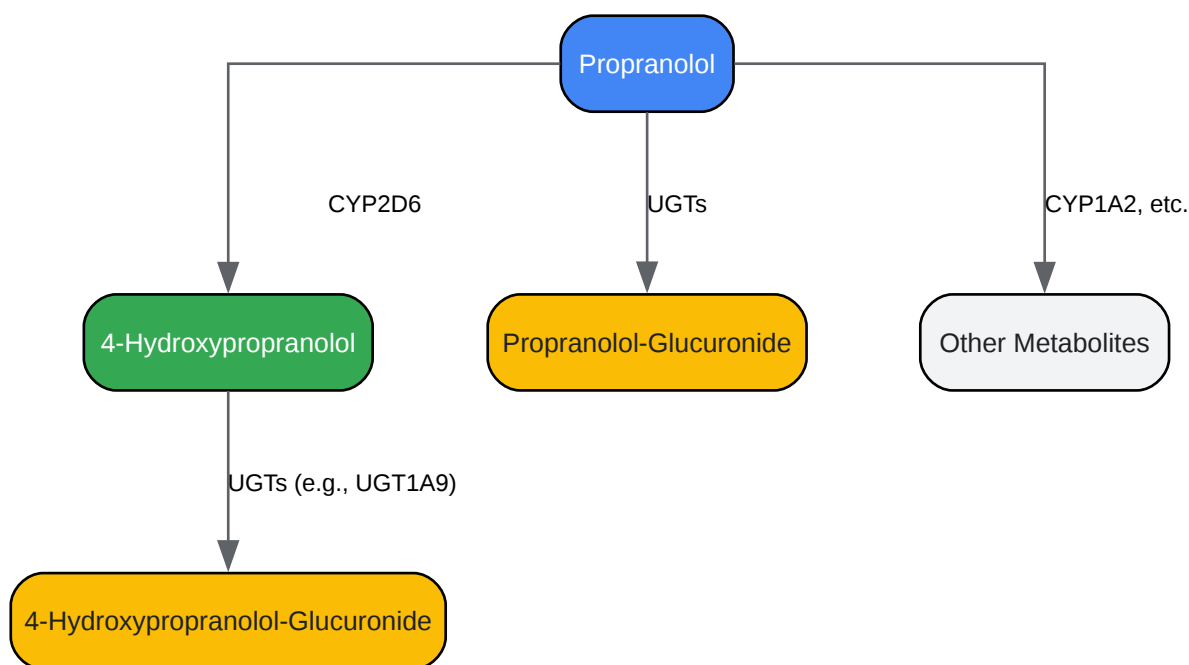 Propranolol
CYP2D6
UGTs
CYP1A2, etc.
4-Hydroxypropranolol
Propranolol-Glucuronide
Other Metabolites
UGTs (e.g., UGT1A9)
4-Hydroxypropranolol-Glucuronide